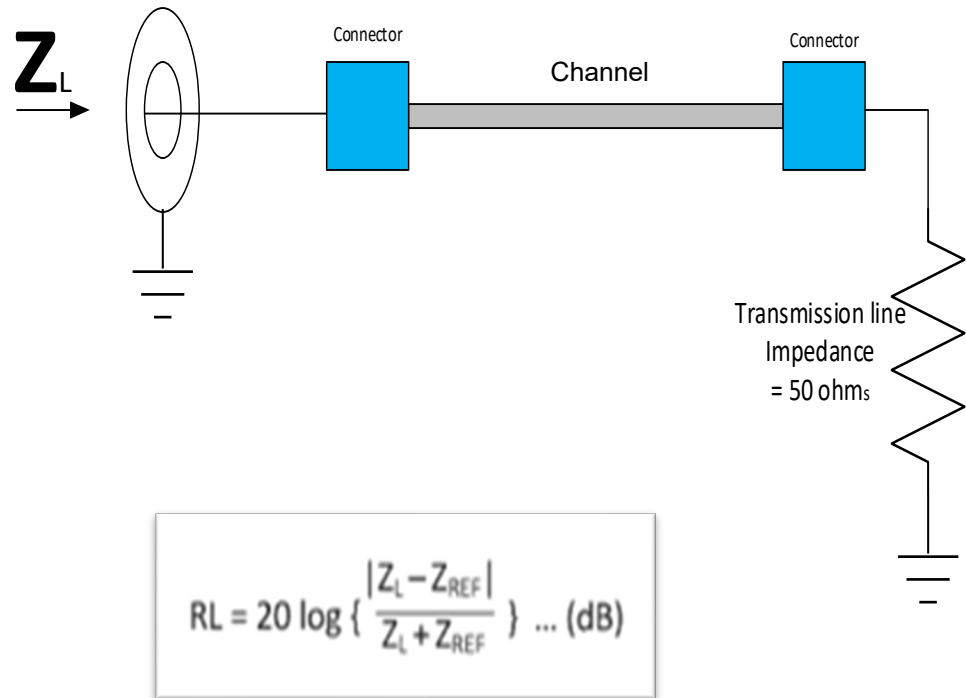 Z_L
Connector
Channel
Connector
Transmission line
Impedance
= 50 ohms
RL = 20 log { |Z_L − Z_REF| / Z_L + Z_REF } ... (dB)